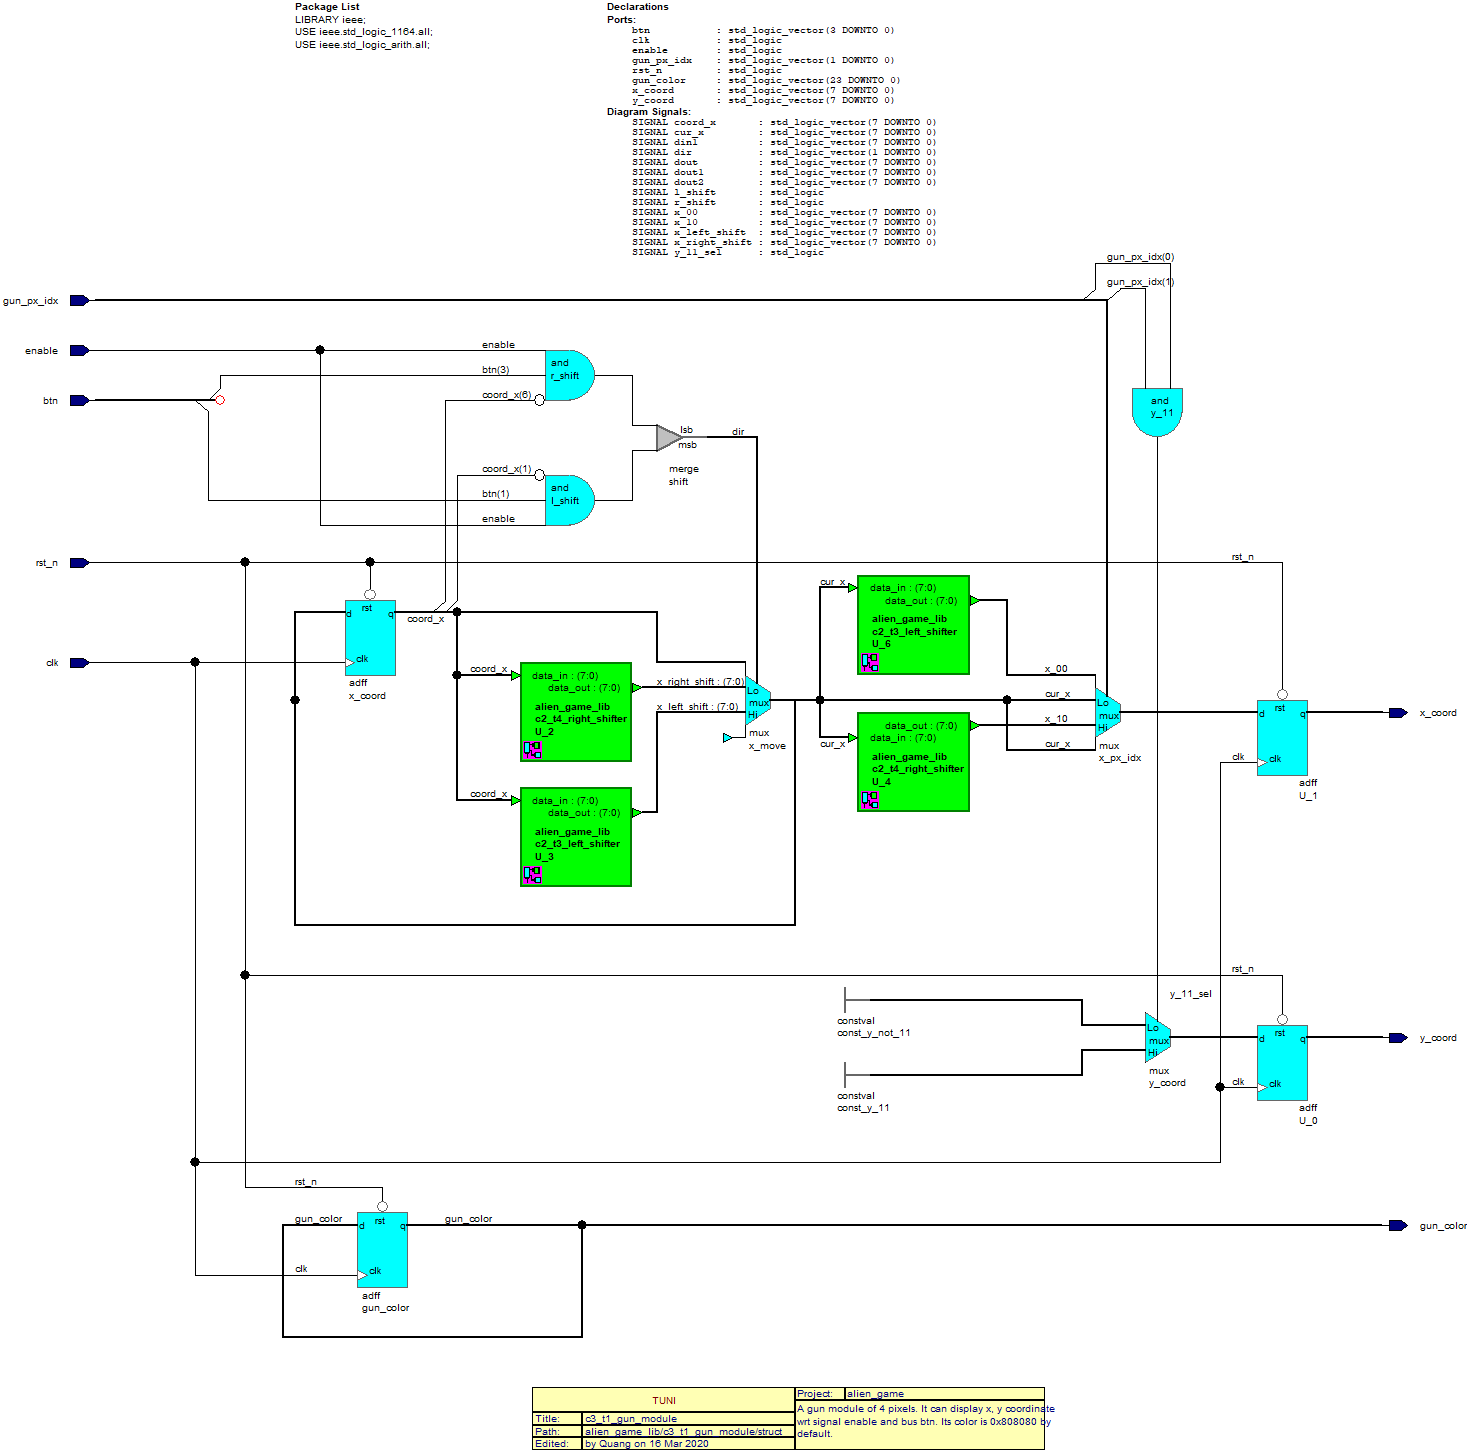 Package List
LIBRARY ieee;
USE ieee.std_logic_1164.all;
USE ieee.std_logic_arith.all;
Declarations
Ports:
btn : std_logic_vector(3 DOWNTO 0)
clk : std_logic
enable : std_logic
gun_px_idx : std_logic_vector(1 DOWNTO 0)
rst_n : std_logic
gun_color : std_logic_vector(23 DOWNTO 0)
x_coord : std_logic_vector(7 DOWNTO 0)
y_coord : std_logic_vector(7 DOWNTO 0)
Diagram Signals:
SIGNAL coord_x : std_logic_vector(7 DOWNTO 0)
SIGNAL cur_x : std_logic_vector(7 DOWNTO 0)
SIGNAL din1 : std_logic_vector(7 DOWNTO 0)
SIGNAL dir : std_logic_vector(1 DOWNTO 0)
SIGNAL dout : std_logic_vector(7 DOWNTO 0)
SIGNAL dout1 : std_logic_vector(7 DOWNTO 0)
SIGNAL dout2 : std_logic_vector(7 DOWNTO 0)
SIGNAL l_shift : std_logic
SIGNAL r_shift : std_logic
SIGNAL x_00 : std_logic_vector(7 DOWNTO 0)
SIGNAL x_10 : std_logic_vector(7 DOWNTO 0)
SIGNAL x_left_shift : std_logic_vector(7 DOWNTO 0)
SIGNAL x_right_shift : std_logic_vector(7 DOWNTO 0)
SIGNAL y_11_sel : std_logic
gun_px_idx(0)
gun_px_idx(1)
gun_px_idx
enable
enable
and
r_shift
btn(3)
coord_x(6)
btn
and
y_11
lsb
msb
dir
merge
shift
coord_x(1)
and
l_shift
btn(1)
enable
rst_n
rst_n
d
rst
q
clk
adff
x_coord
coord_x
clk
coord_x
data_in : (7:0)
data_out : (7:0)
alien_game_lib
c2_t4_right_shifter
U_2
x_right_shift : (7:0)
x_left_shift : (7:0)
Lo
mux
Hi
mux
x_move
coord_x
data_in : (7:0)
data_out : (7:0)
alien_game_lib
c2_t3_left_shifter
U_3
cur_x
data_in : (7:0)
data_out : (7:0)
alien_game_lib
c2_t3_left_shifter
U_6
cur_x
data_out : (7:0)
data_in : (7:0)
alien_game_lib
c2_t4_right_shifter
U_4
x_00
cur_x
x_10
cur_x
Lo
mux
Hi
mux
x_px_idx
d
rst
q
clk
clk
adff
U_1
x_coord
rst_n
y_11_sel
constval
const_y_not_11
constval
const_y_11
Lo
mux
Hi
mux
y_coord
d
rst
q
clk
clk
adff
U_0
y_coord
rst_n
gun_color
d
rst
q
gun_color
clk
clk
adff
gun_color
gun_color
TUNI
Title: c3_t1_gun_module
Path: alien_game_lib/c3_t1_gun_module/struct
Edited: by Quang on 16 Mar 2020
Project: alien_game
A gun module of 4 pixels. It can display x, y coordinate
wrt signal enable and bus btn. Its color is 0x808080 by
default.